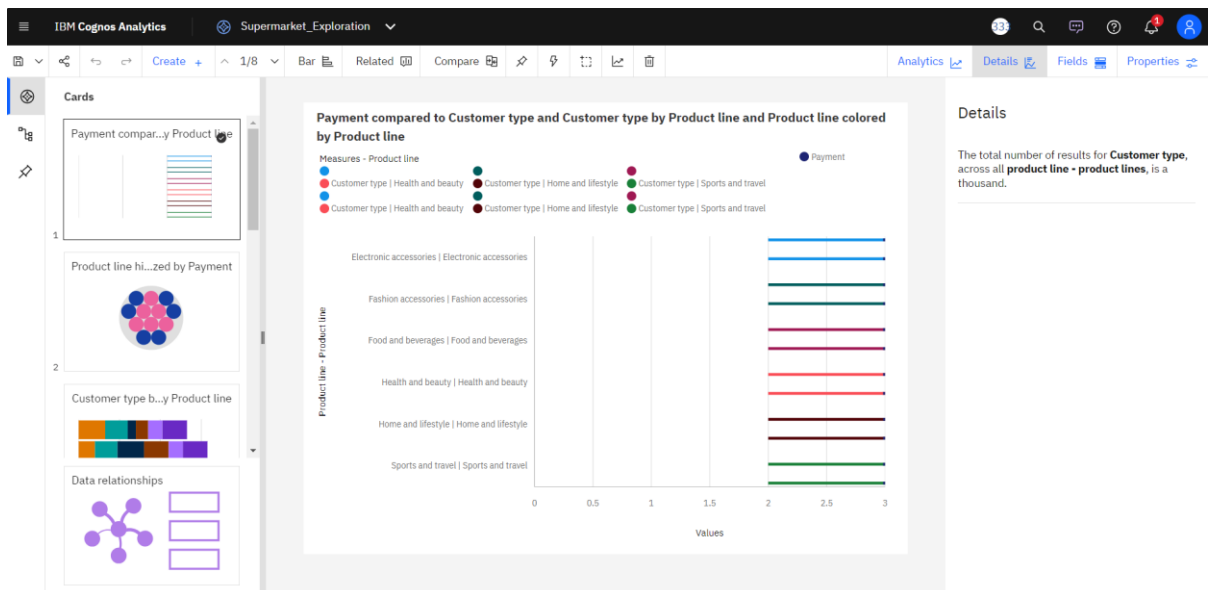 IBM Cognos Analytics
Supermarket_Exploration
333
1
Create +
1/8
Bar
Related
Compare
Analytics
Details
Fields
Properties
Cards
Payment compar...y Product line
1
Product line hi...zed by Payment
2
Customer type b...y Product line
Data relationships
Payment compared to Customer type and Customer type by Product line and Product line colored
by Product line
Measures - Product line
Payment
Customer type | Health and beauty Customer type | Home and lifestyle Customer type | Sports and travel
Customer type | Health and beauty Customer type | Home and lifestyle Customer type | Sports and travel
Product line - Product line
Electronic accessories | Electronic accessories
Fashion accessories | Fashion accessories
Food and beverages | Food and beverages
Health and beauty | Health and beauty
Home and lifestyle | Home and lifestyle
Sports and travel | Sports and travel
0 0.5 1 1.5 2 2.5 3
Values
Details
The total number of results for Customer type,
across all product line - product lines, is a
thousand.